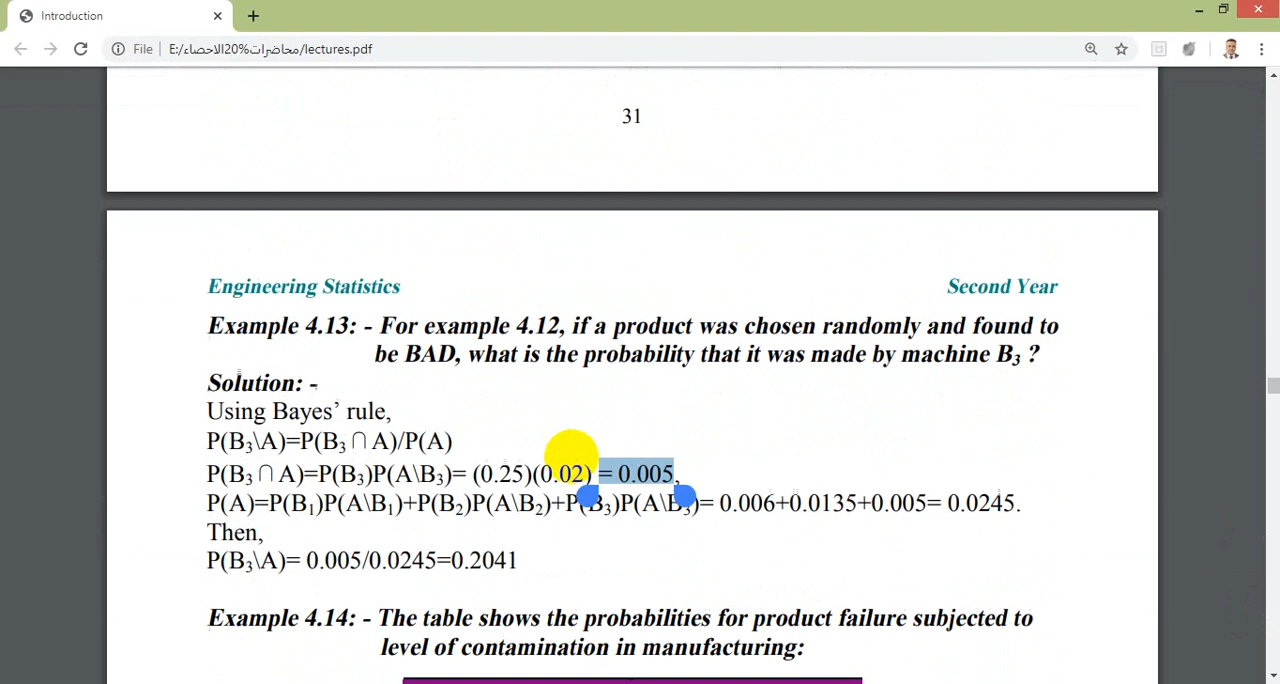 Introduction
File
E:/محاضرات%20الاحصاء/lectures.pdf
31
Engineering Statistics
Second Year
Example 4.13: - For example 4.12, if a product was chosen randomly and found to
be BAD, what is the probability that it was made by machine B₃ ?
Solution: -
Using Bayes’ rule,
P(B₃\A)=P(B₃∩A)/P(A)
P(B₃∩A)=P(B₃)P(A\B₃)= (0.25)(0.02) = 0.005,
P(A)=P(B₁)P(A\B₁)+P(B₂)P(A\B₂)+P(B₃)P(A\B₃)= 0.006+0.0135+0.005= 0.0245.
Then,
P(B₃\A)= 0.005/0.0245=0.2041
Example 4.14: - The table shows the probabilities for product failure subjected to
level of contamination in manufacturing: